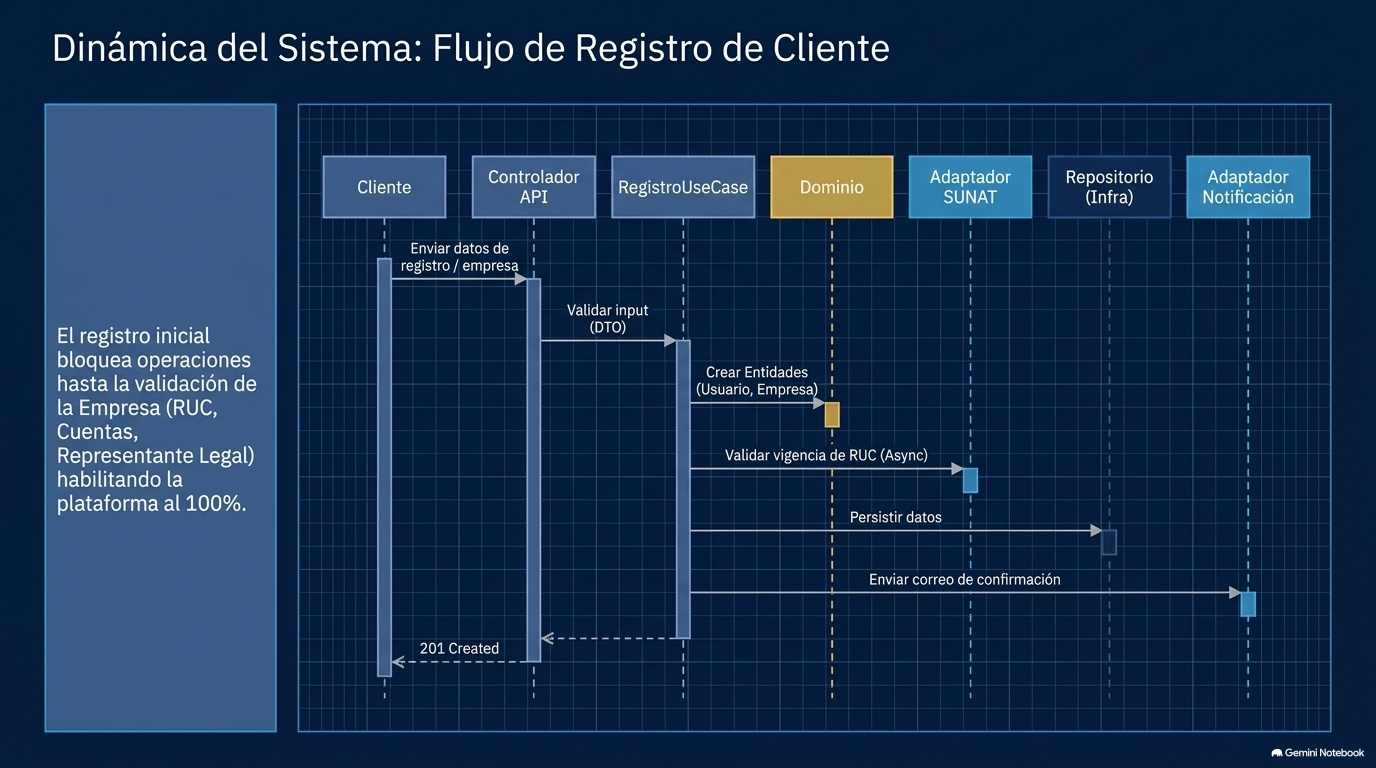 Dinámica del Sistema: Flujo de Registro de Cliente
El registro inicial
bloquea operaciones
hasta la validación de
la Empresa (RUC,
Cuentas,
Representante Legal)
habilitando la
plataforma al 100%.
Cliente
Controlador
API
RegistroUseCase
Dominio
Adaptador
SUNAT
Repositorio
(Infra)
Adaptador
Notificación
Enviar datos de
registro / empresa
Validar input
(DTO)
Crear Entidades
(Usuario, Empresa)
Validar vigencia de RUC (Async)
Persistir datos
Enviar correo de confirmación
201 Created
Gemini Notebook